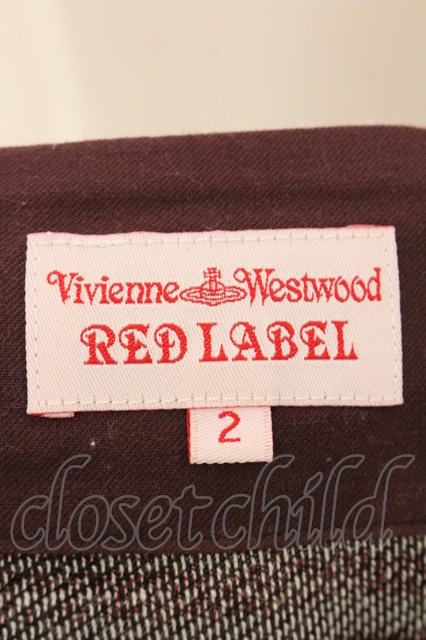 Vivienne Westwood
RED LABEL
2
closet child